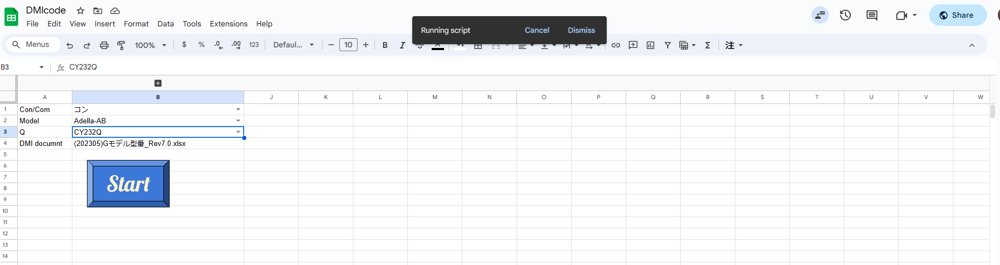 DMIcode
File Edit View Insert Format Data Tools Extensions Help
Running script Cancel Dismiss
Share
Menus 100% $ % .0 .00 123 Defaul... 10 B I A Σ 注
B3 fx CY232Q
A B J K L M N O P Q R S T U V W
1 Con/Com コン
2 Model Adella-AB
3 Q CY232Q
4 DMI documnt (202305)Gモデル型番_Rev7.0.xlsx
5
6
7
8
9
10
11
12
13
14
Start